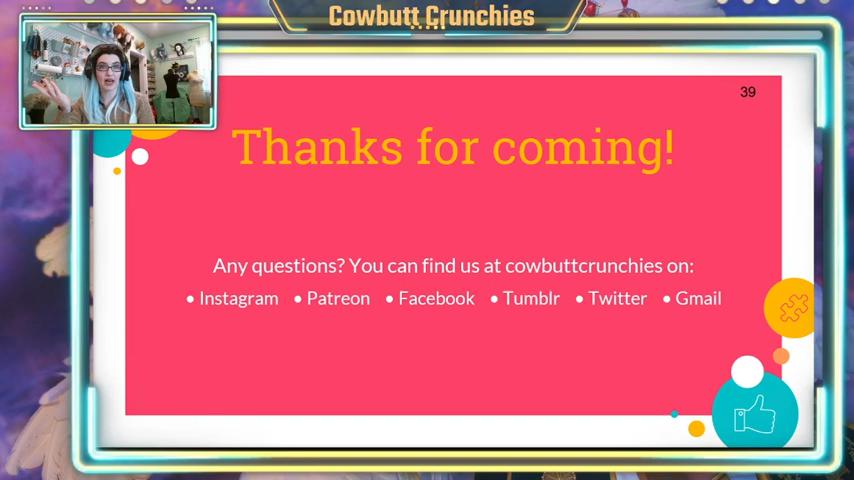 Cowbutt Crunchies
39
Thanks for coming!
Any questions? You can find us at cowbuttcrunchies on:
• Instagram • Patreon • Facebook • Tumblr • Twitter • Gmail